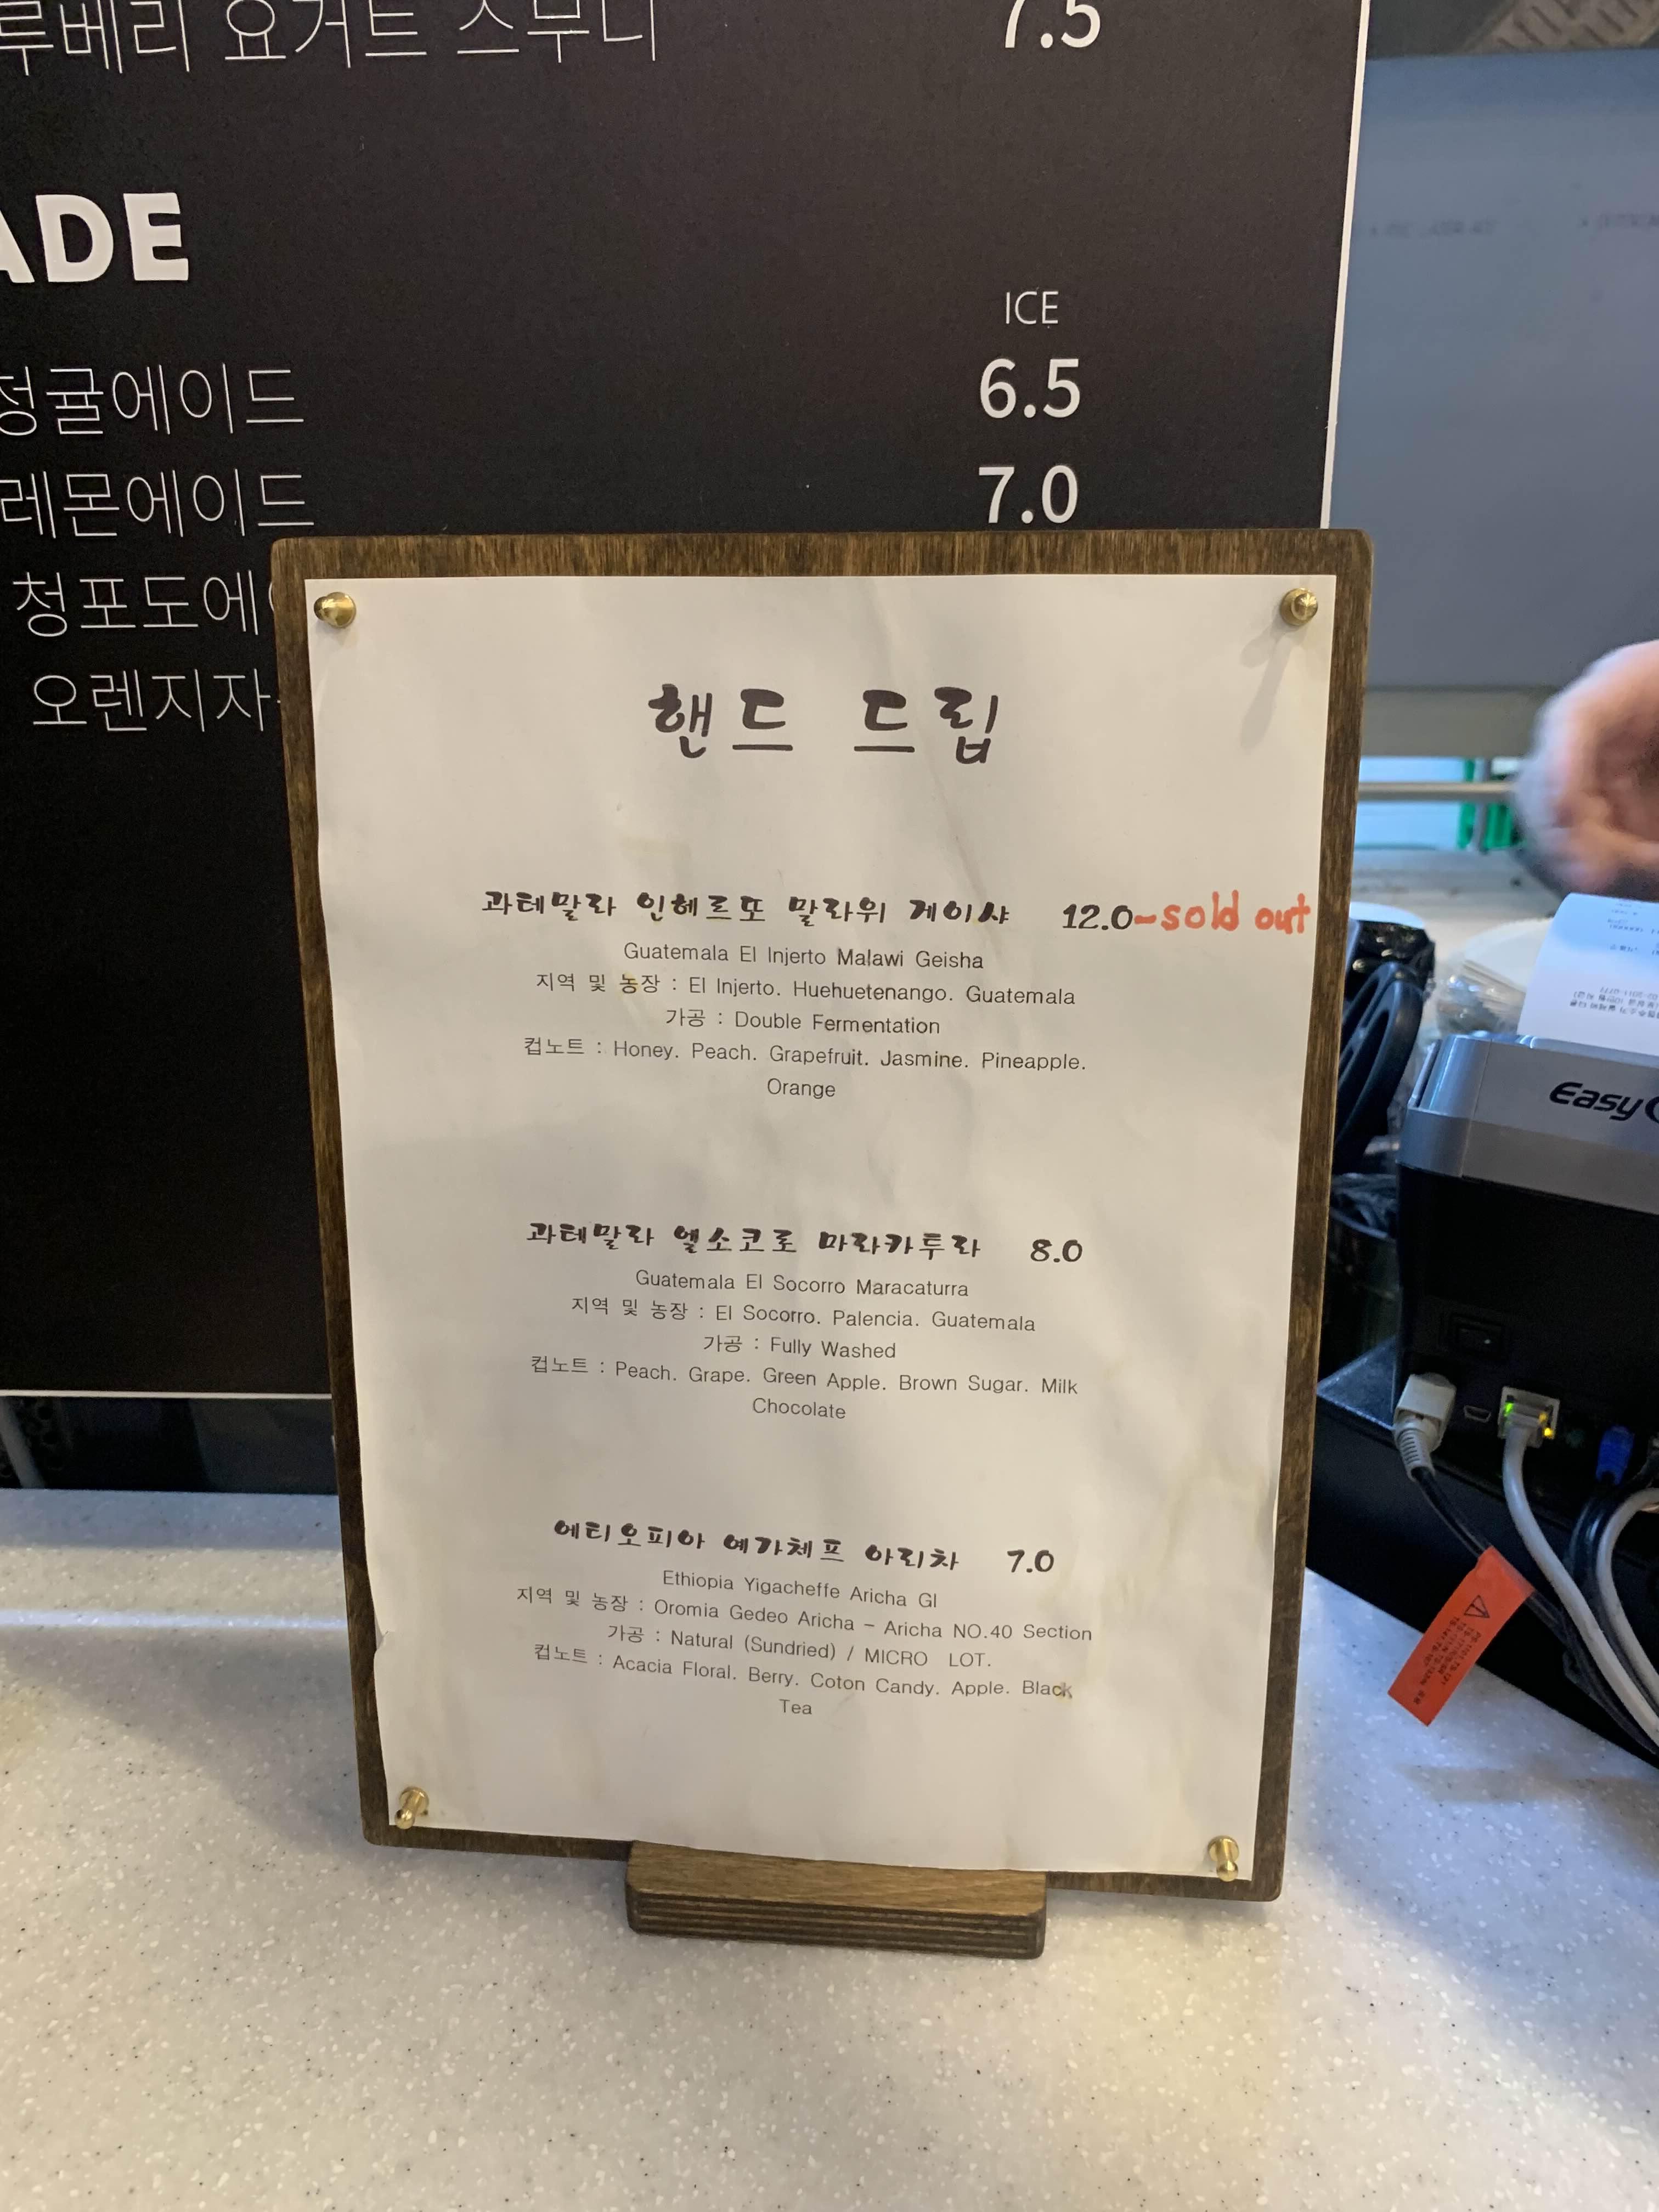 요거트 스무디 7.5
ADE
ICE
에이드 6.5
레몬에이드 7.0
청포도에
오렌지자
핸드 드립
과테말라 인헤르또 말라위 게이샤 12.0-sold out
Guatemala El Injerto Malawi Geisha
지역 및 농장 : El Injerto. Huehuetenango. Guatemala
가공 : Double Fermentation
컵노트 : Honey. Peach. Grapefruit. Jasmine. Pineapple.
Orange
과테말라 엘소코로 마라카투라 8.0
Guatemala El Socorro Maracaturra
지역 및 농장 : El Socorro. Palencia. Guatemala
가공 : Fully Washed
컵노트 : Peach. Grape. Green Apple. Brown Sugar. Milk
Chocolate
에티오피아 예가체프 아리차 7.0
Ethiopia Yigacheffe Aricha GI
지역 및 농장 : Oromia Gedeo Aricha - Aricha NO.40 Section
가공 : Natural (Sundried) / MICRO LOT.
컵노트 : Acacia Floral. Berry. Coton Candy. Apple. Black
Tea
Easy